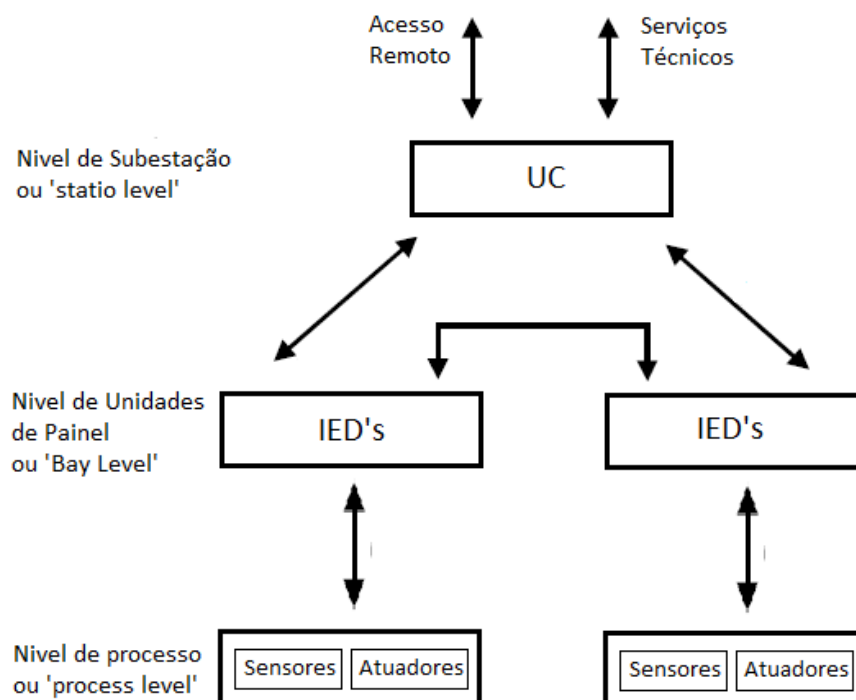 Acesso
Remoto
Serviços
Técnicos
Nivel de Subestação
ou 'statio level'
UC
Nivel de Unidades
de Painel
ou 'Bay Level'
IED's
IED's
Nivel de processo
ou 'process level'
Sensores
Atuadores
Sensores
Atuadores